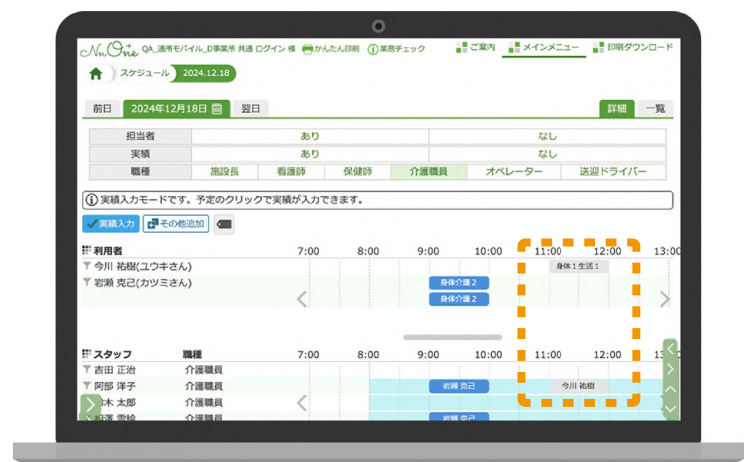 NnOne QA_通所モバイル_D事業所 共通 ログイン 様 かんたん印刷 業務チェック ご案内 メインメニュー 印刷ダウンロード
スケジュール 2024.12.18
前日 2024年12月18日 翌日 詳細 一覧
担当者 あり なし
実績 あり なし
職種 施設長 看護師 保健師 介護職員 オペレーター 送迎ドライバー
実績入力モードです。予定のクリックで実績が入力できます。
実績入力 その他追加
利用者 7:00 8:00 9:00 10:00 11:00 12:00 13:00
今川 祐樹(ユウキさん) 身体1生活1
岩瀬 克己(カツミさん) 身体介護2
身体介護2
スタッフ 職種 7:00 8:00 9:00 10:00 11:00 12:00
吉田 正治 介護職員
阿部 洋子 介護職員 岩瀬 克己 今川 祐樹
木 太郎 介護職員
介護職員 岩瀬 克己